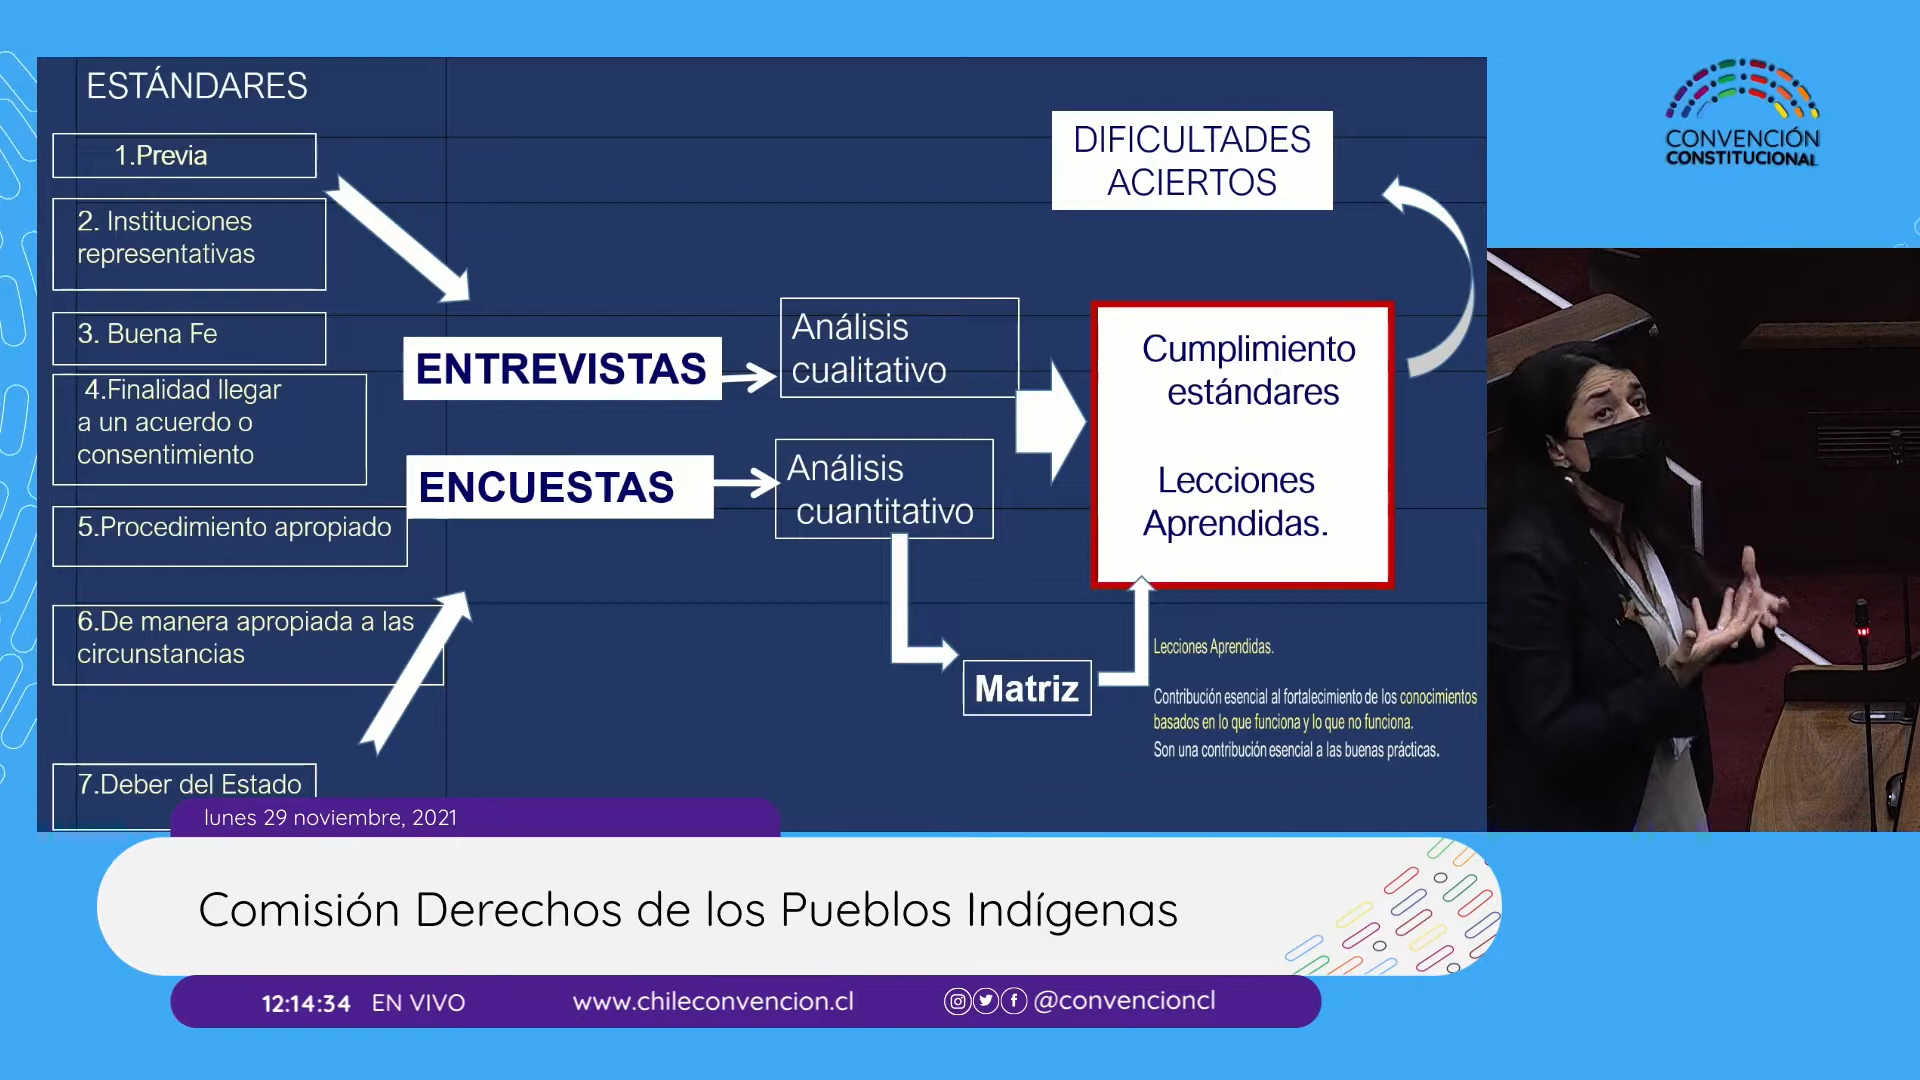 ESTÁNDARES
1.Previa
2. Instituciones
representativas
3. Buena Fe
4.Finalidad llegar
a un acuerdo o
consentimiento
5.Procedimiento apropiado
6.De manera apropiada a las
circunstancias
7.Deber del Estado
ENTREVISTAS
ENCUESTAS
Análisis
cualitativo
Análisis
cuantitativo
Matriz
DIFICULTADES
ACIERTOS
Cumplimiento
estándares
Lecciones
Aprendidas.
Lecciones Aprendidas.
Contribución esencial al fortalecimiento de los conocimientos
basados en lo que funciona y lo que no funciona.
Son una contribución esencial a las buenas prácticas.
CONVENCIÓN
CONSTITUCIONAL
lunes 29 noviembre, 2021
Comisión Derechos de los Pueblos Indígenas
12:14:34 EN VIVO www.chileconvencion.cl @convencioncl